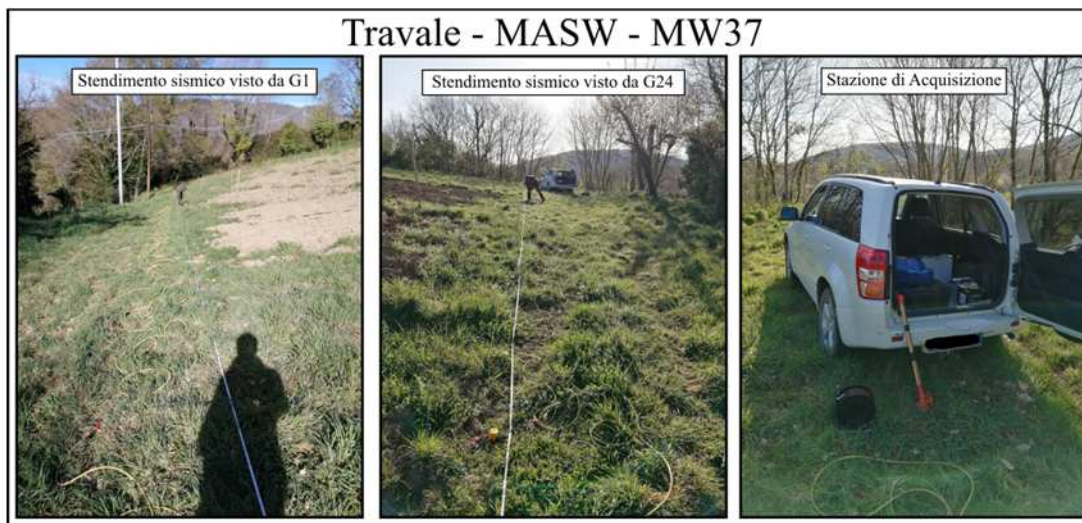 Travale - MASW - MW37
Stendimento sismico visto da G1
Stendimento sismico visto da G24
Stazione di Acquisizione